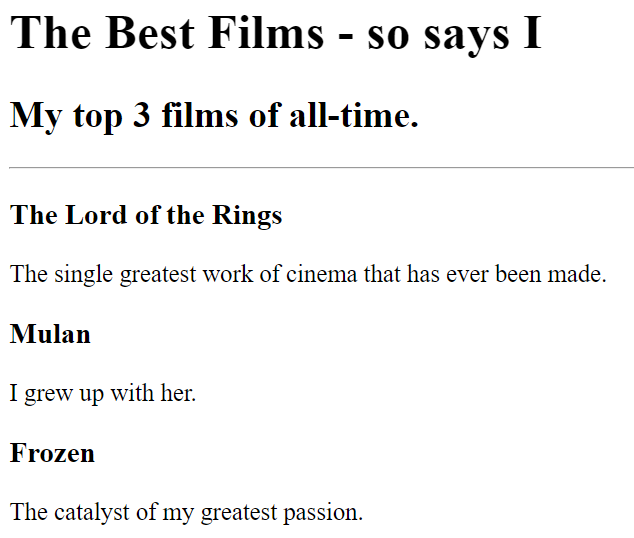 The Best Films - so says I
My top 3 films of all-time.
The Lord of the Rings
The single greatest work of cinema that has ever been made.
Mulan
I grew up with her.
Frozen
The catalyst of my greatest passion.